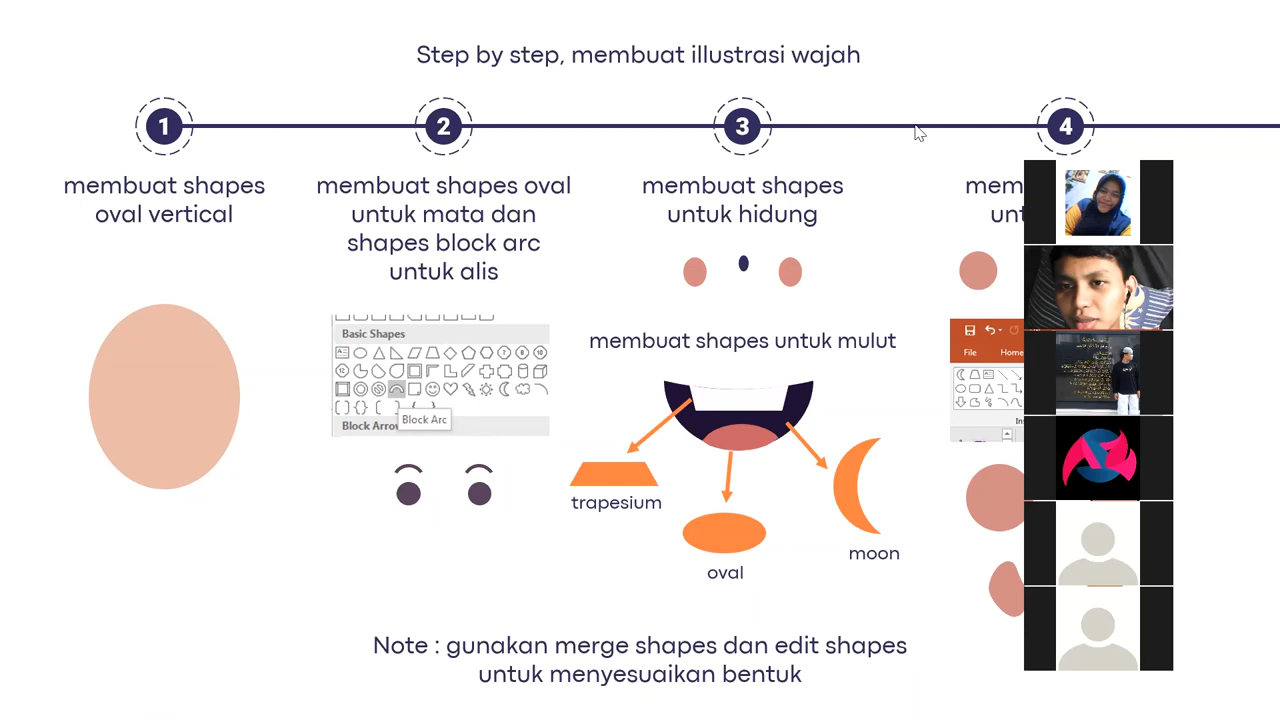 Step by step, membuat illustrasi wajah
1
2
3
4
membuat shapes
oval vertical
membuat shapes oval
untuk mata dan
shapes block arc
untuk alis
membuat shapes
untuk hidung
Basic Shapes
Block Arc
membuat shapes untuk mulut
trapesium
oval
moon
File
Home
Note : gunakan merge shapes dan edit shapes
untuk menyesuaikan bentuk